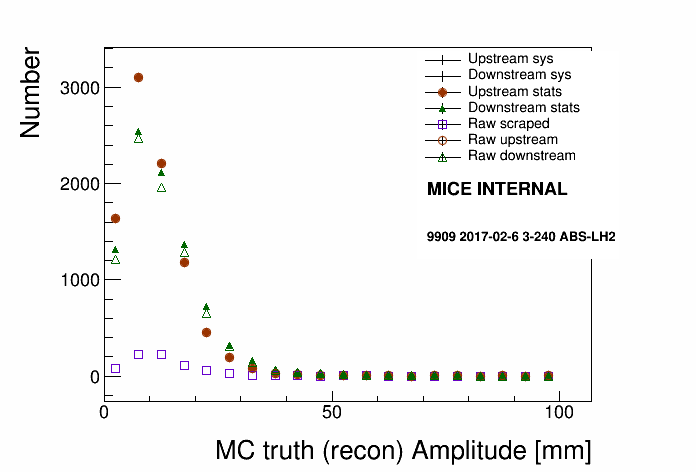 Number
3000
2000
1000
0
0 50 100
MC truth (recon) Amplitude [mm]
Upstream sys
Downstream sys
Upstream stats
Downstream stats
Raw scraped
Raw upstream
Raw downstream
MICE INTERNAL
9909 2017-02-6 3-240 ABS-LH2